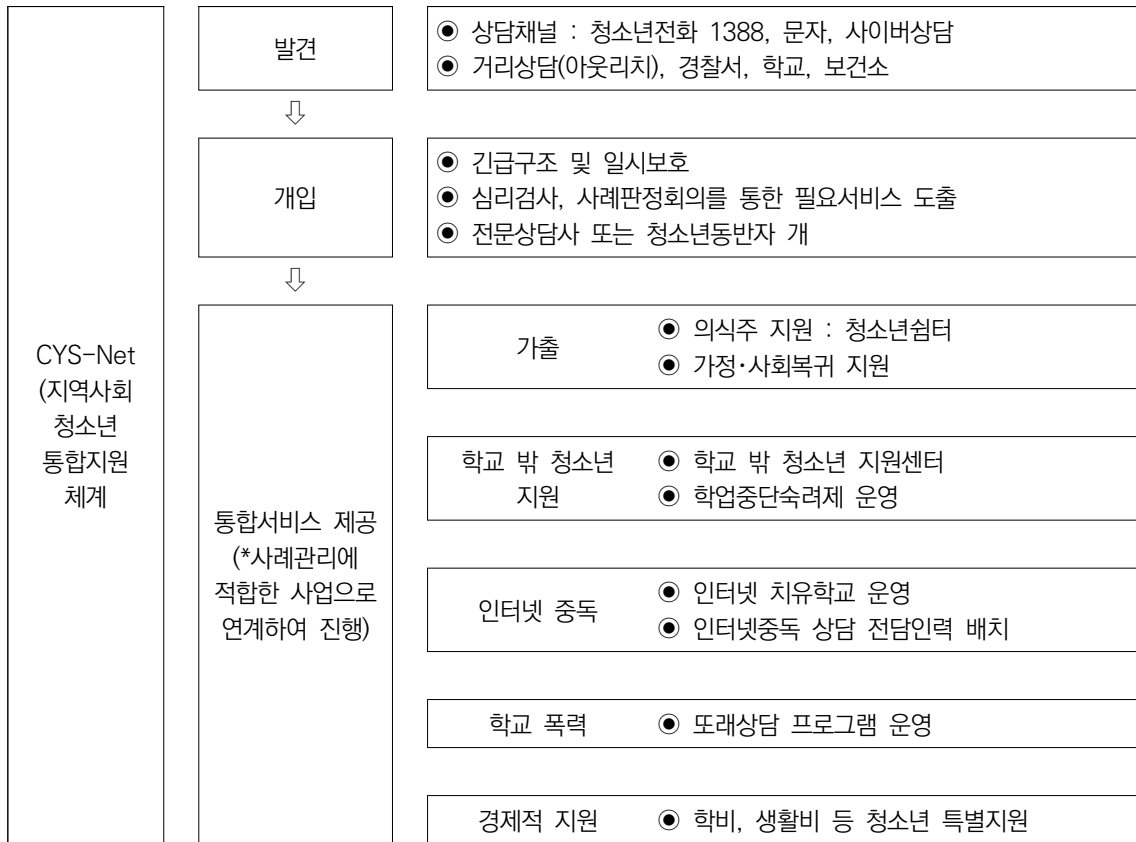 발견
◉ 상담채널 : 청소년전화 1388, 문자, 사이버상담
◉ 거리상담(아웃리치), 경찰서, 학교, 보건소
⇩
개입
◉ 긴급구조 및 일시보호
◉ 심리검사, 사례판정회의를 통한 필요서비스 도출
◉ 전문상담사 또는 청소년동반자 개
⇩
CYS-Net
(지역사회
청소년
통합지원
체계
통합서비스 제공
(*사례관리에
적합한 사업으로
연계하여 진행)
가출
◉ 의식주 지원 : 청소년쉼터
◉ 가정·사회복귀 지원
학교 밖 청소년
지원
◉ 학교 밖 청소년 지원센터
◉ 학업중단숙려제 운영
인터넷 중독
◉ 인터넷 치유학교 운영
◉ 인터넷중독 상담 전담인력 배치
학교 폭력
◉ 또래상담 프로그램 운영
경제적 지원
◉ 학비, 생활비 등 청소년 특별지원